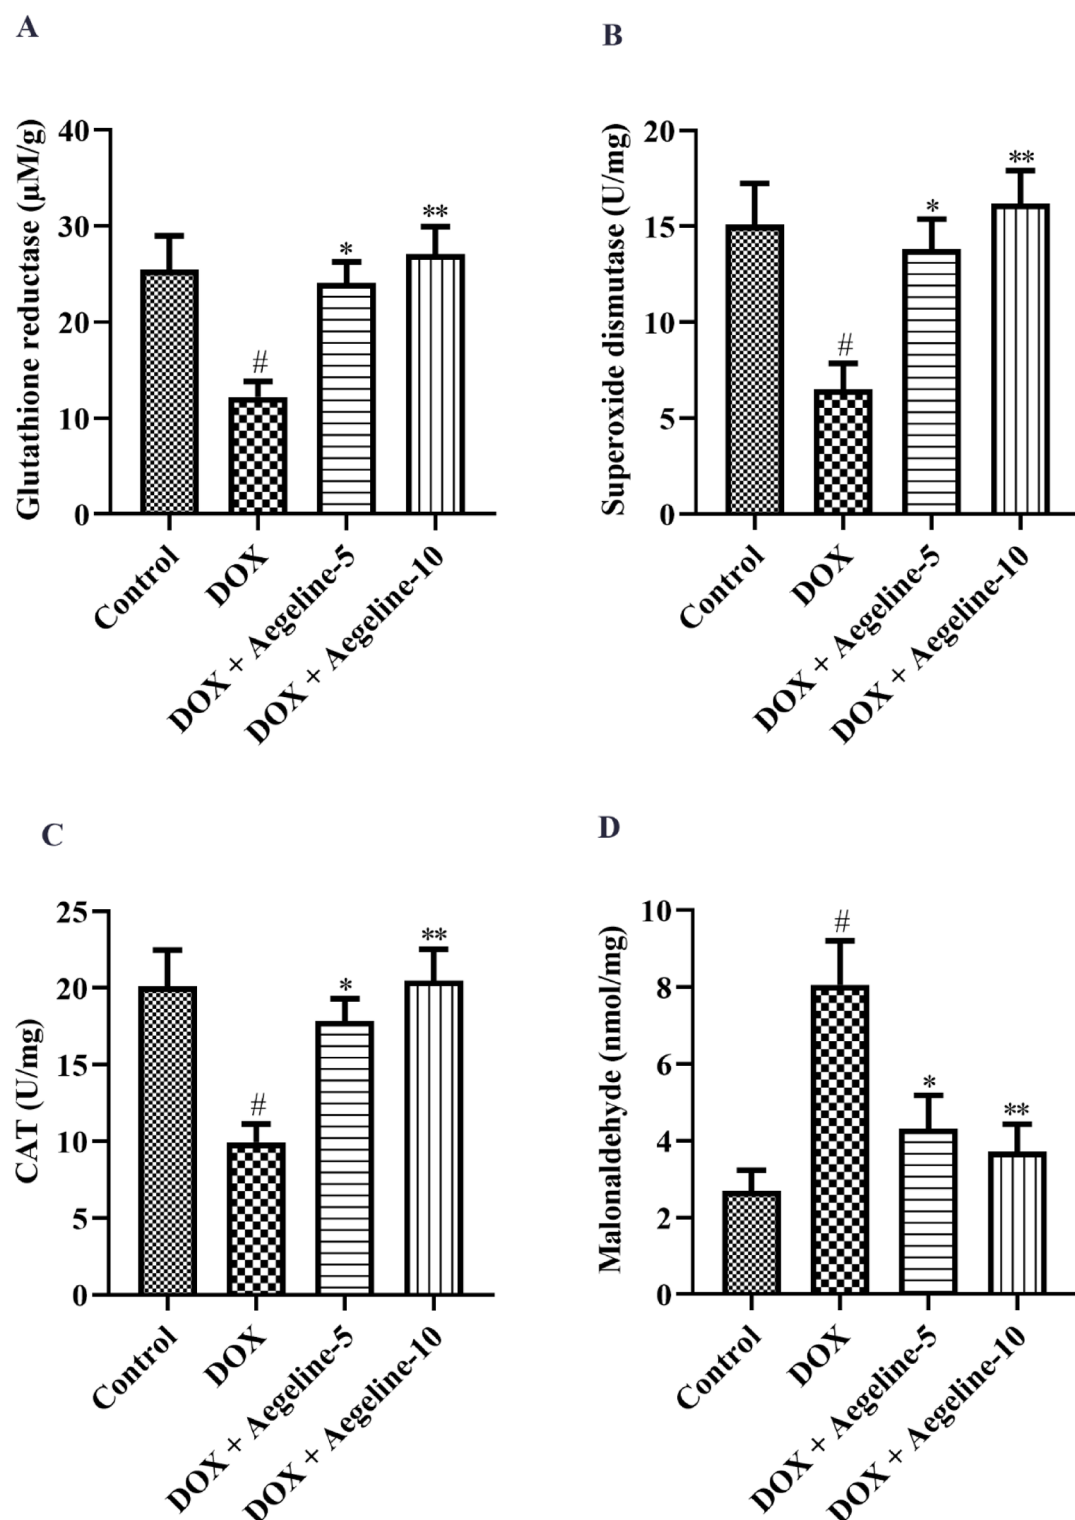 A
Glutathione reductase (µM/g)
40
30
20
10
0
#
*
**
Control
DOX
DOX + Aegeline-5
DOX + Aegeline-10
B
Superoxide dismutase (U/mg)
20
15
10
5
0
#
*
**
Control
DOX
DOX + Aegeline-5
DOX + Aegeline-10
C
CAT (U/mg)
25
20
15
10
5
0
#
*
**
Control
DOX
DOX + Aegeline-5
DOX + Aegeline-10
D
Malonaldehyde (nmol/mg)
10
8
6
4
2
0
#
*
**
Control
DOX
DOX + Aegeline-5
DOX + Aegeline-10